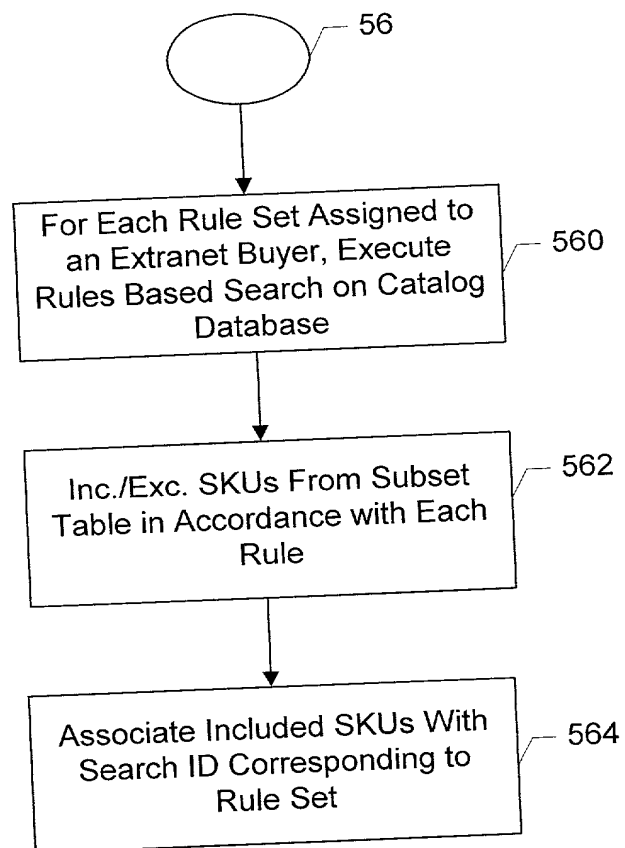 56
For Each Rule Set Assigned to
an Extranet Buyer, Execute
Rules Based Search on Catalog
Database
560
Inc./Exc. SKUs From Subset
Table in Accordance with Each
Rule
562
Associate Included SKUs With
Search ID Corresponding to
Rule Set
564